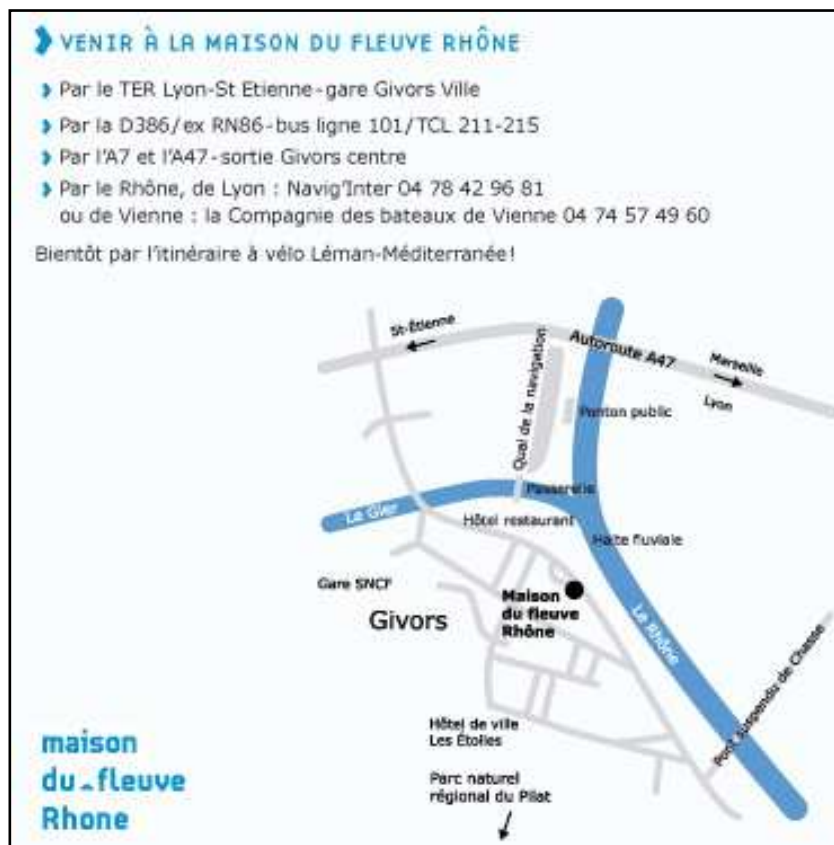 VENIR À LA MAISON DU FLEUVE RHÔNE
Par le TER Lyon-St Etienne-gare Givors Ville
Par la D386/ex RN86-bus ligne 101/TCL 211-215
Par l'A7 et l'A47-sortie Givors centre
Par le Rhône, de Lyon : Navig'Inter 04 78 42 96 81
ou de Vienne : la Compagnie des bateaux de Vienne 04 74 57 49 60
Bientôt par l'itinéraire à vélo Léman-Méditerranée!
St-Étienne
Autoroute A47
Marseille
Lyon
Quai de la navigation
Ponton public
Passerelle
Le Gier
Hôtel restaurant
Halte fluviale
Gare SNCF
Maison
du fleuve
Rhône
Givors
Le Rhône
Pont suspendu de Chasse
Hôtel de ville
Les Étoiles
Parc naturel
régional du Pilat
maison
du-fleuve
Rhone